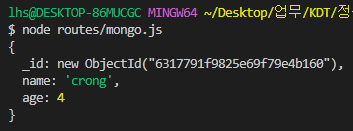 lhs@DESKTOP-86MUCGC MINGW64 ~/Desktop/업무/KDT/정
$ node routes/mongo.js
{
_id: new ObjectId("6317791f9825e69f79e4b160"),
name: 'crong',
age: 4
}